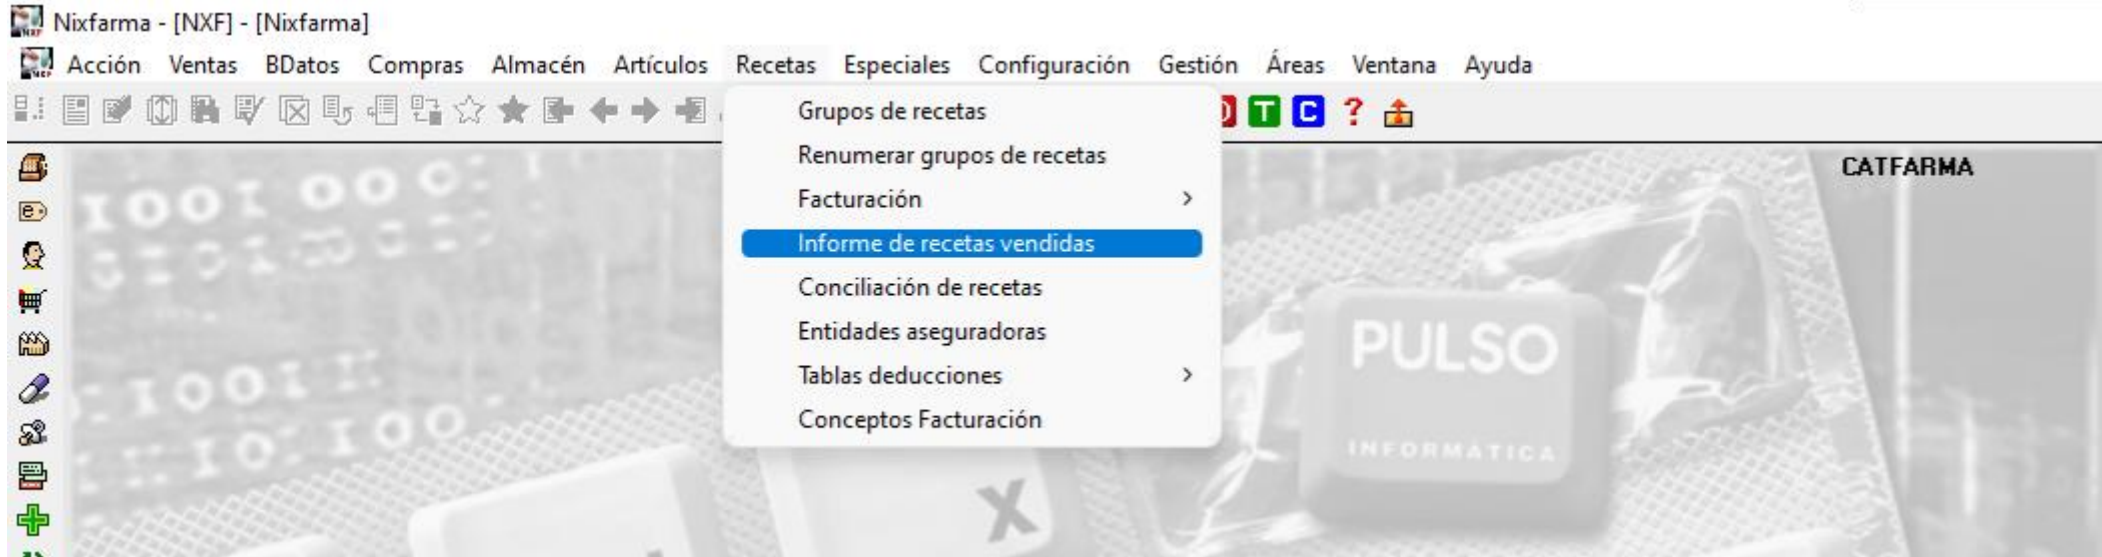 Nixfarma - [NXF] - [Nixfarma]
Acción Ventas BDatos Compras Almacén Artículos Recetas Especiales Configuración Gestión Áreas Ventana Ayuda
T C ?
Grupos de recetas
Renumerar grupos de recetas
Facturación
Informe de recetas vendidas
Conciliación de recetas
Entidades aseguradoras
Tablas deducciones
Conceptos Facturación
CATFARMA
PULSO
INFORMATICA
X